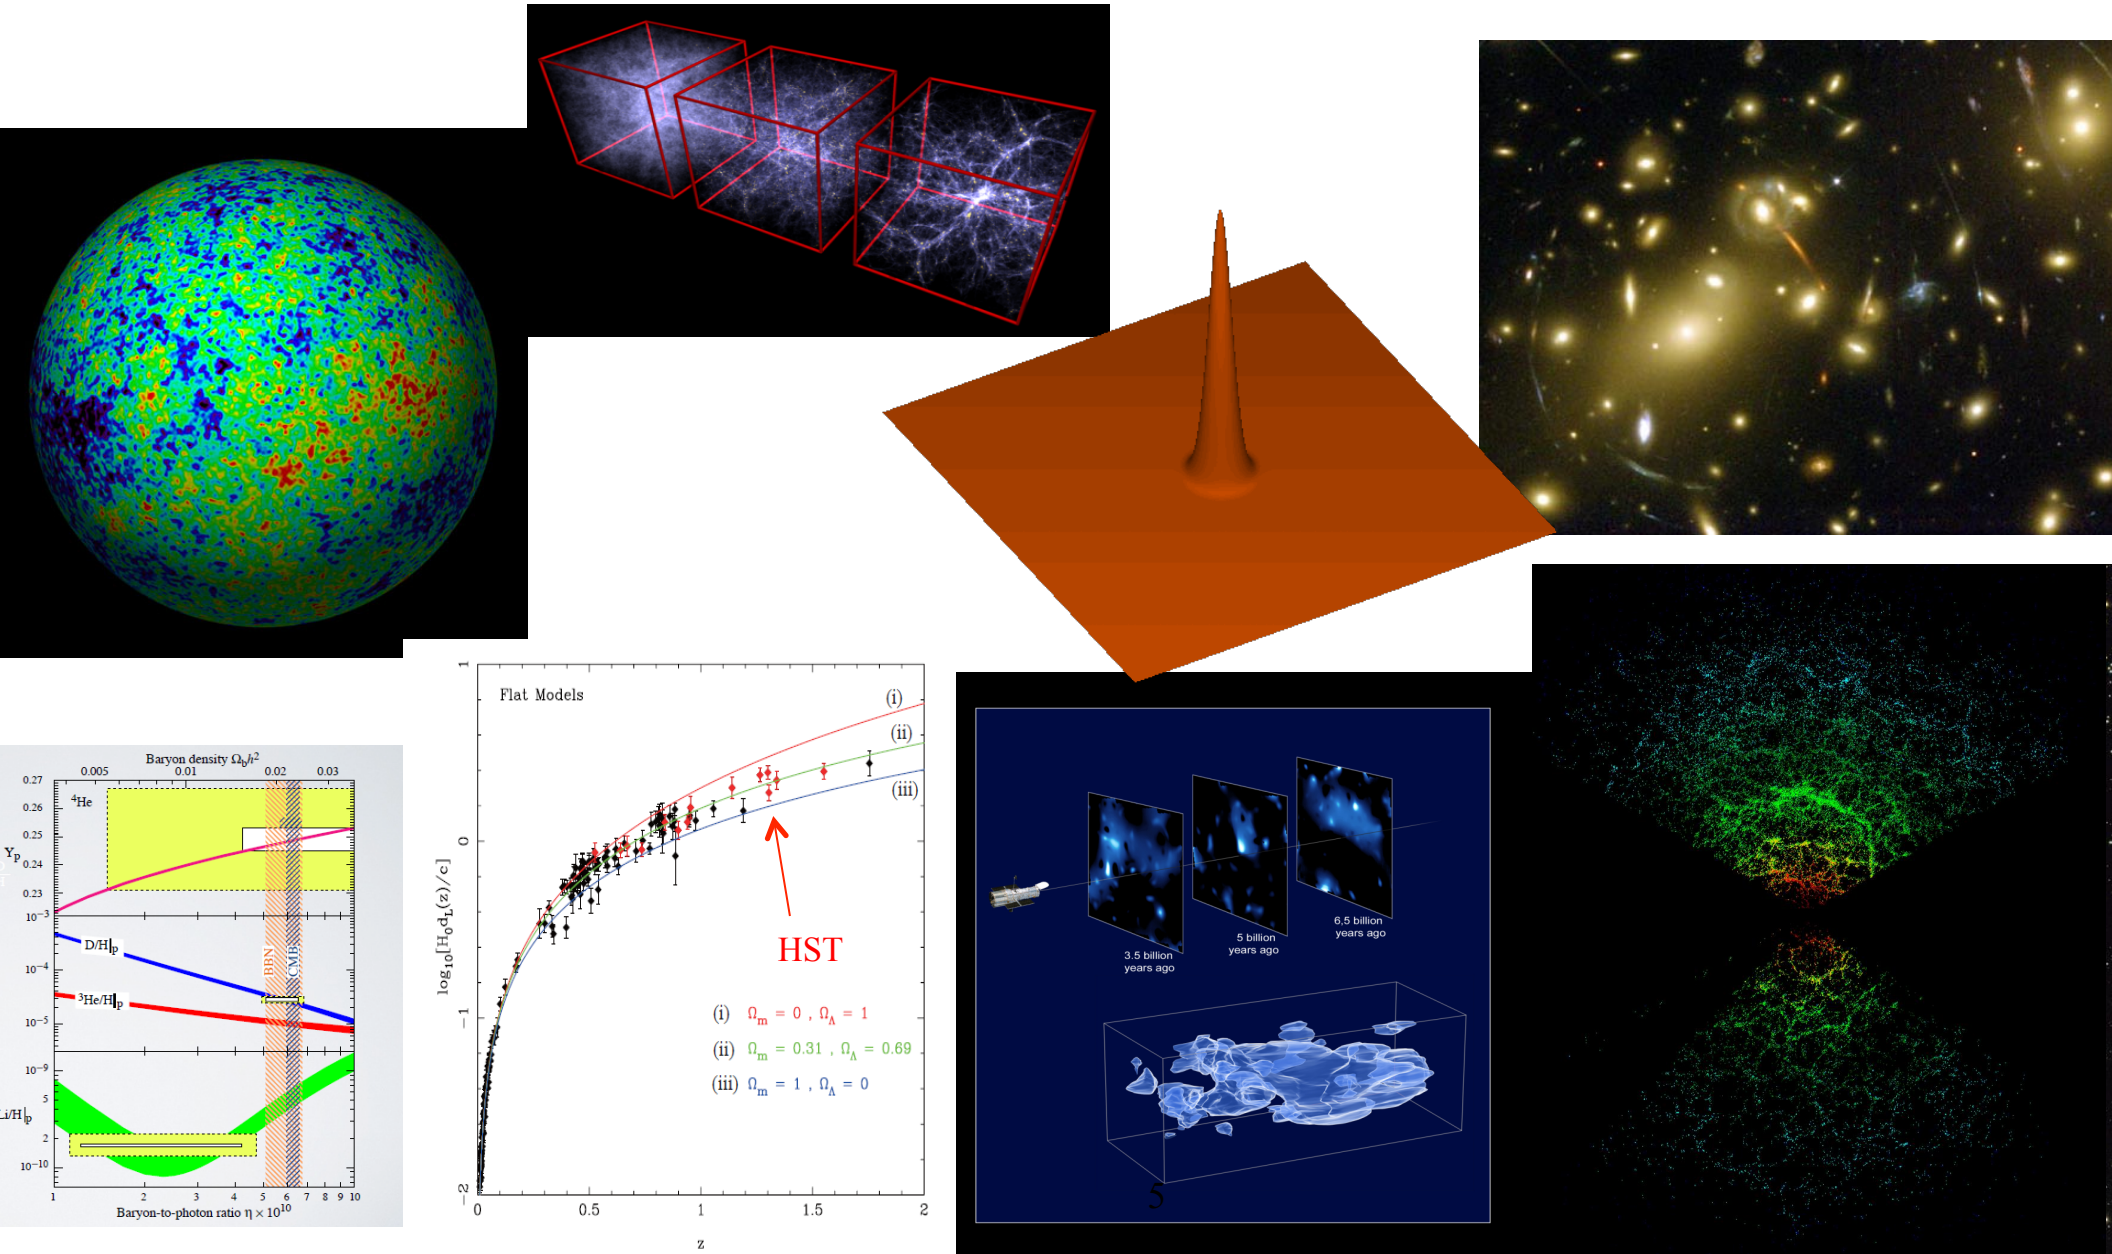 Baryon density Ω_b h²
0.005 0.01 0.02 0.03
0.27
0.26
0.25
0.24
0.23
⁴He
Y_p
10⁻³
D/H|_p
10⁻⁴
³He/H|_p
10⁻⁵
BBN
CMB
10⁻⁹
5
Li/H|_p
2
10⁻¹⁰
1 2 3 4 5 6 7 8 9 10
Baryon-to-photon ratio η × 10¹⁰
1
0
−1
−2
Flat Models
(i)
(ii)
(iii)
HST
log₁₀[H₀d_L(z)/c]
(i) Ω_m = 0 , Ω_Λ = 1
(ii) Ω_m = 0.31 , Ω_Λ = 0.69
(iii) Ω_m = 1 , Ω_Λ = 0
0 0.5 1 1.5 2
z
3.5 billion
years ago
5 billion
years ago
6,5 billion
years ago
5